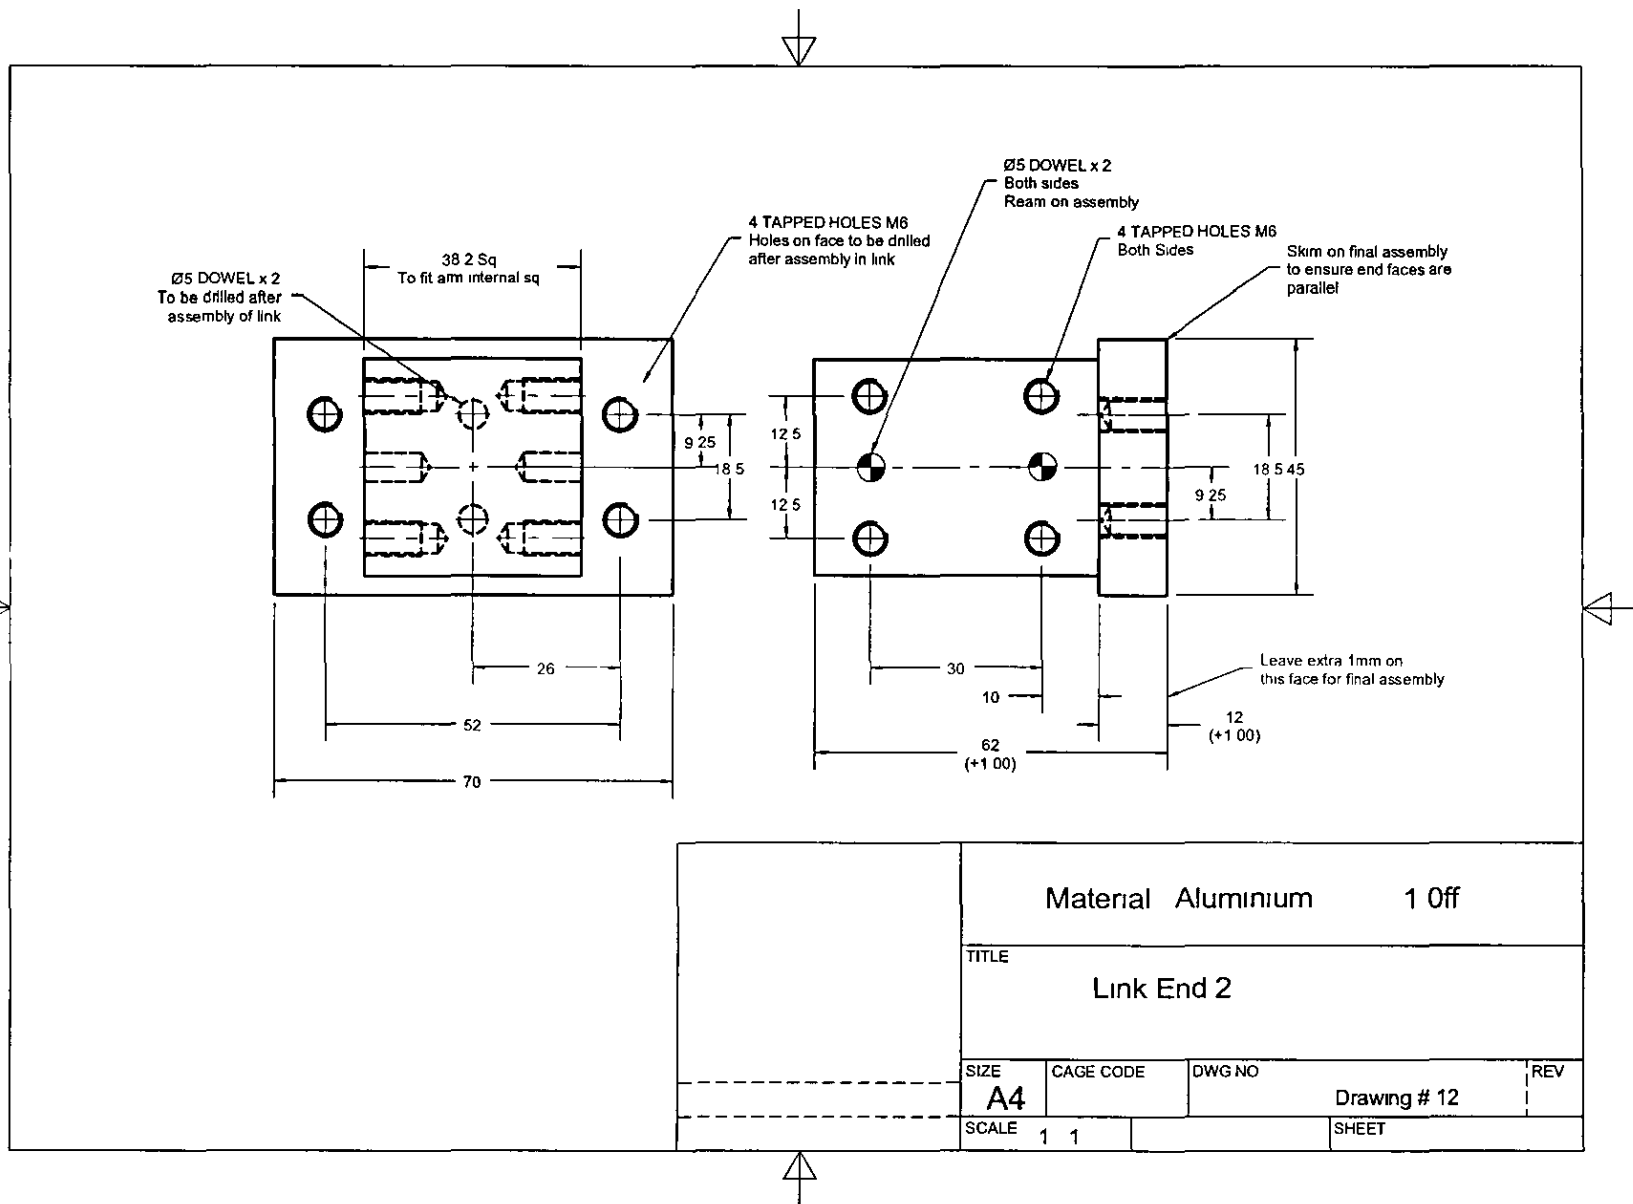 Ø5 DOWEL x 2
Both sides
Ream on assembly
4 TAPPED HOLES M6
Holes on face to be drilled
after assembly in link
4 TAPPED HOLES M6
Both Sides
Skim on final assembly
to ensure end faces are
parallel
38 2 Sq
To fit arm internal sq
Ø5 DOWEL x 2
To be drilled after
assembly of link
9 25
18 5
12 5
12 5
18 5
45
9 25
26
52
70
30
10
12
(+1 00)
62
(+1 00)
Leave extra 1mm on
this face for final assembly
Material Aluminium 1 Off
TITLE
Link End 2
SIZE
A4
CAGE CODE
DWG NO
Drawing # 12
REV
SCALE 1 1
SHEET